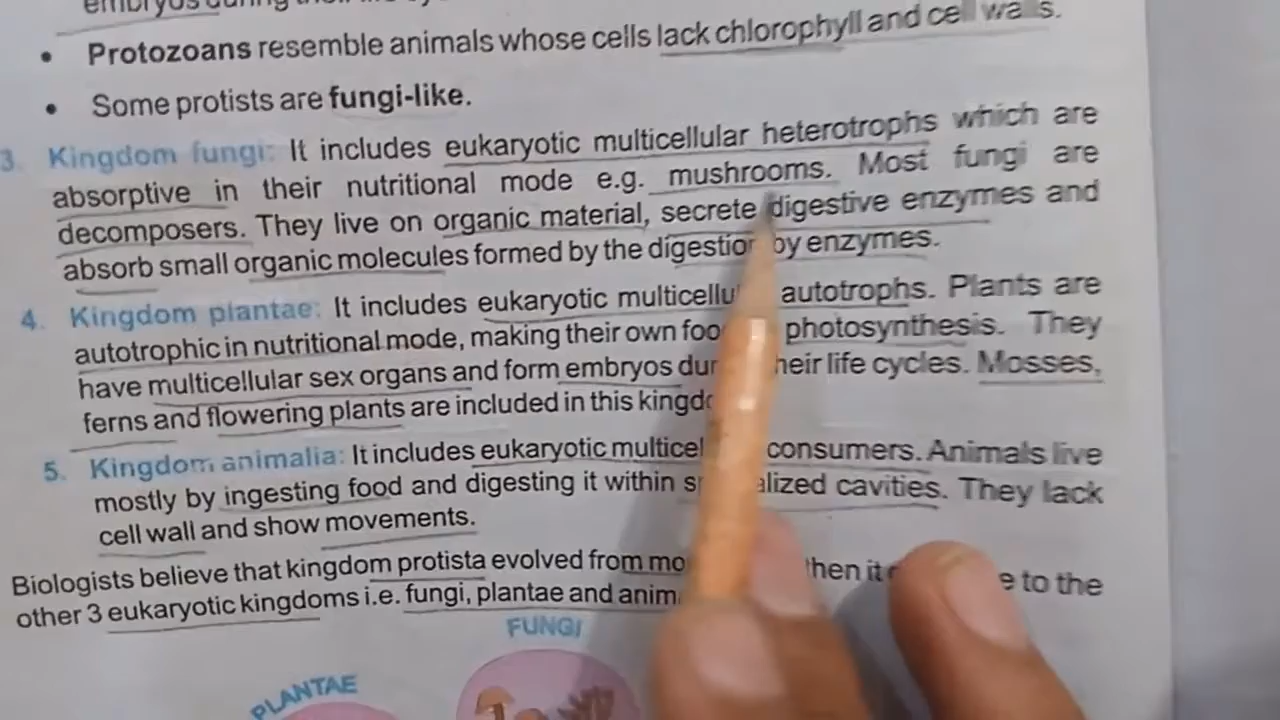 embryos during their life cy
• Protozoans resemble animals whose cells lack chlorophyll and cell walls.
• Some protists are fungi-like.
3. Kingdom fungi: It includes eukaryotic multicellular heterotrophs which are
absorptive in their nutritional mode e.g. mushrooms. Most fungi are
decomposers. They live on organic material, secrete digestive enzymes and
absorb small organic molecules formed by the digestion by enzymes.
4. Kingdom plantae: It includes eukaryotic multicellu autotrophs. Plants are
autotrophic in nutritional mode, making their own foo photosynthesis. They
have multicellular sex organs and form embryos dur heir life cycles. Mosses,
ferns and flowering plants are included in this kingdo
5. Kingdom animalia: It includes eukaryotic multicel consumers. Animals live
mostly by ingesting food and digesting it within s alized cavities. They lack
cell wall and show movements.
Biologists believe that kingdom protista evolved from mo then it e to the
other 3 eukaryotic kingdoms i.e. fungi, plantae and anim
FUNGI
PLANTAE